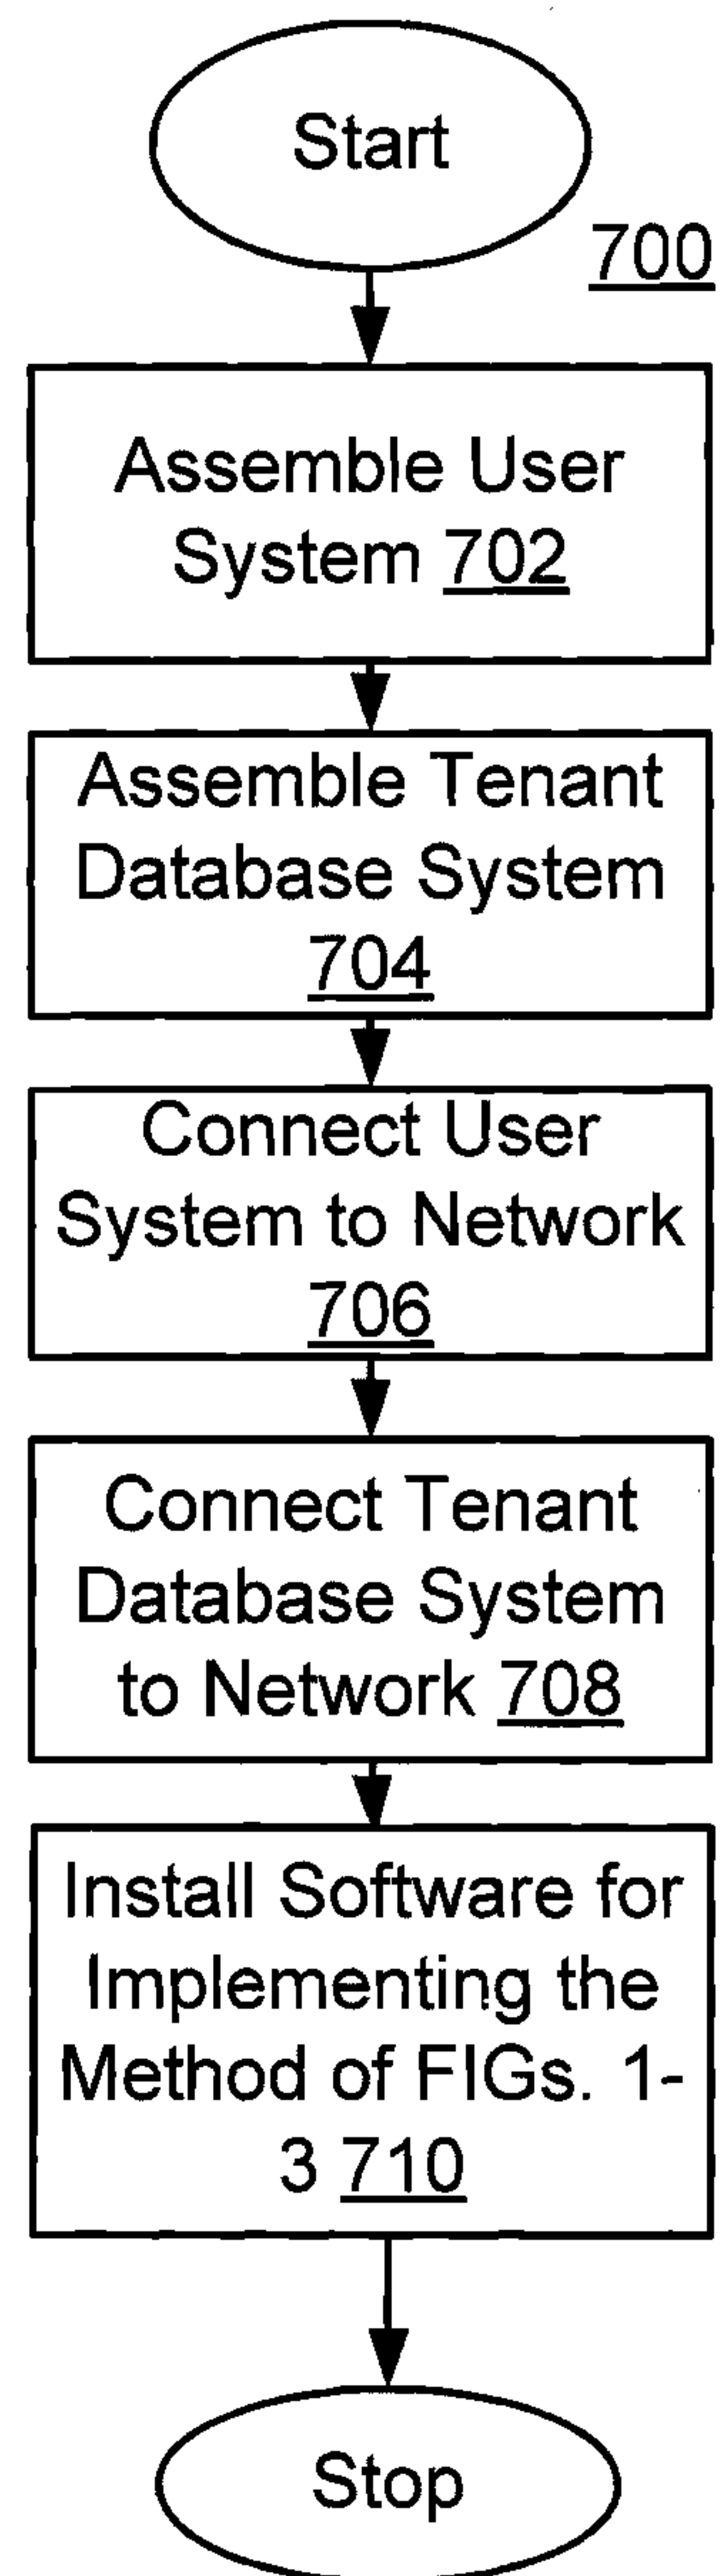 Start
700
Assemble User
System 702
Assemble Tenant
Database System
704
Connect User
System to Network
706
Connect Tenant
Database System
to Network 708
Install Software for
Implementing the
Method of FIGs. 1-
3 710
Stop